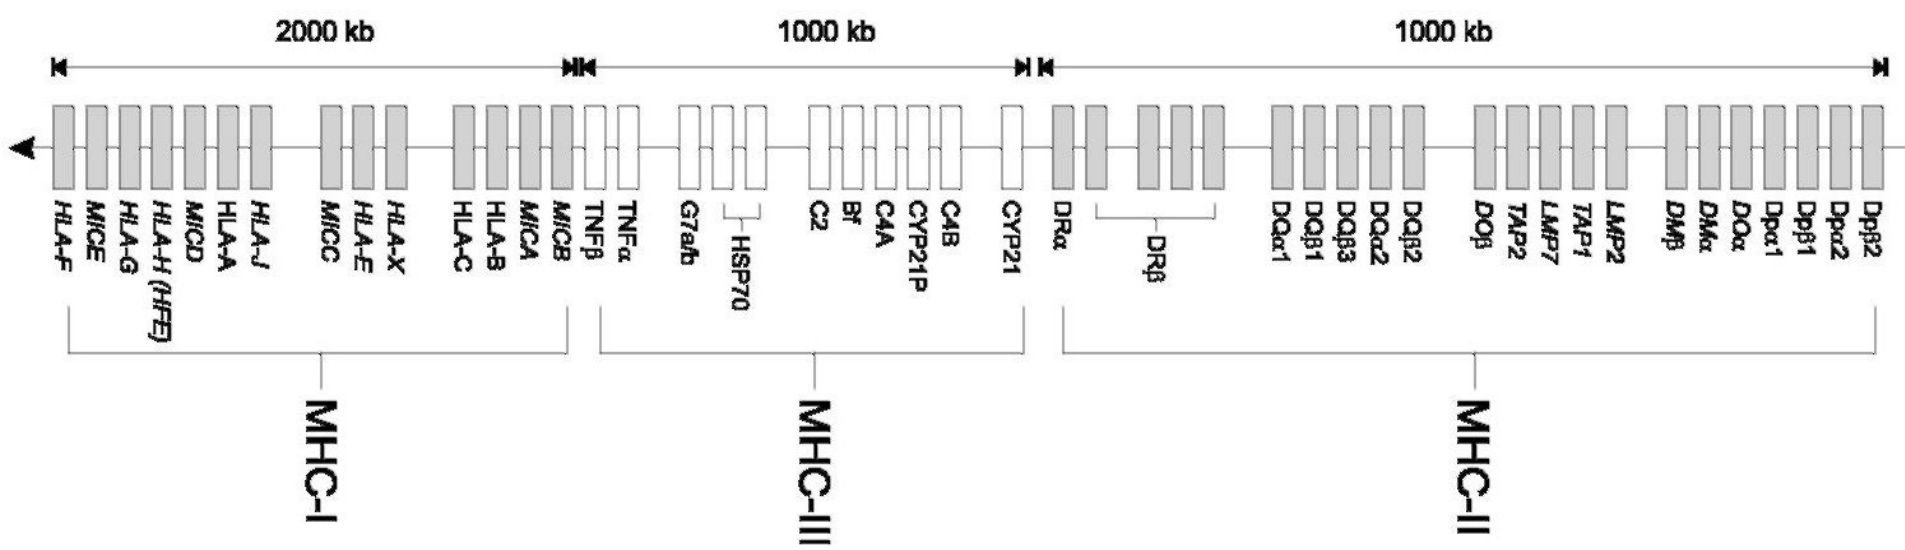 2000 kb
1000 kb
1000 kb
HLA-F
MICE
HLA-G
HLA-H (HFE)
MICD
HLA-A
HLA-J
MICC
HLA-E
HLA-X
HLA-C
HLA-B
MICA
MICB
TNFβ
TNFα
G7a/b
HSP70
C2
Bf
C4A
CYP21P
C4B
CYP21
DRα
DRβ
DQα1
DQβ1
DQβ3
DQα2
DQβ2
DOβ
TAP2
LMP7
TAP1
LMP2
DMβ
DMα
DOα
Dpα1
Dpβ1
Dpα2
Dpβ2
MHC-I
MHC-III
MHC-II